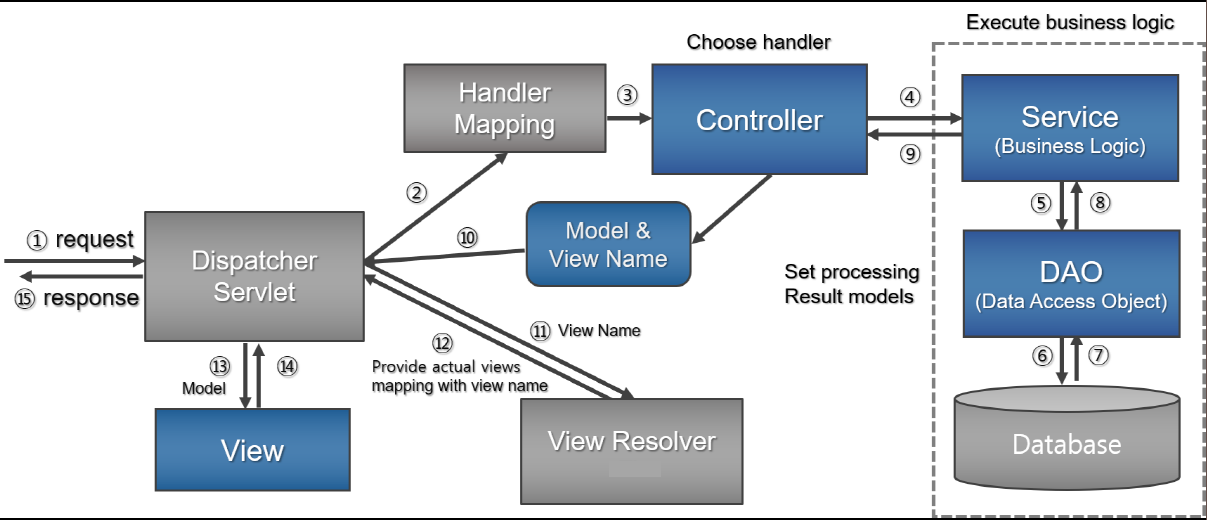 Execute business logic
Choose handler
Handler
Mapping
③
Controller
④
⑨
Service
(Business Logic)
②
⑤
⑧
① request
⑮ response
Dispatcher
Servlet
⑩
Model &
View Name
Set processing
Result models
DAO
(Data Access Object)
⑪ View Name
⑫
Provide actual views
mapping with view name
⑥
⑦
⑬
Model
⑭
View
View Resolver
Database